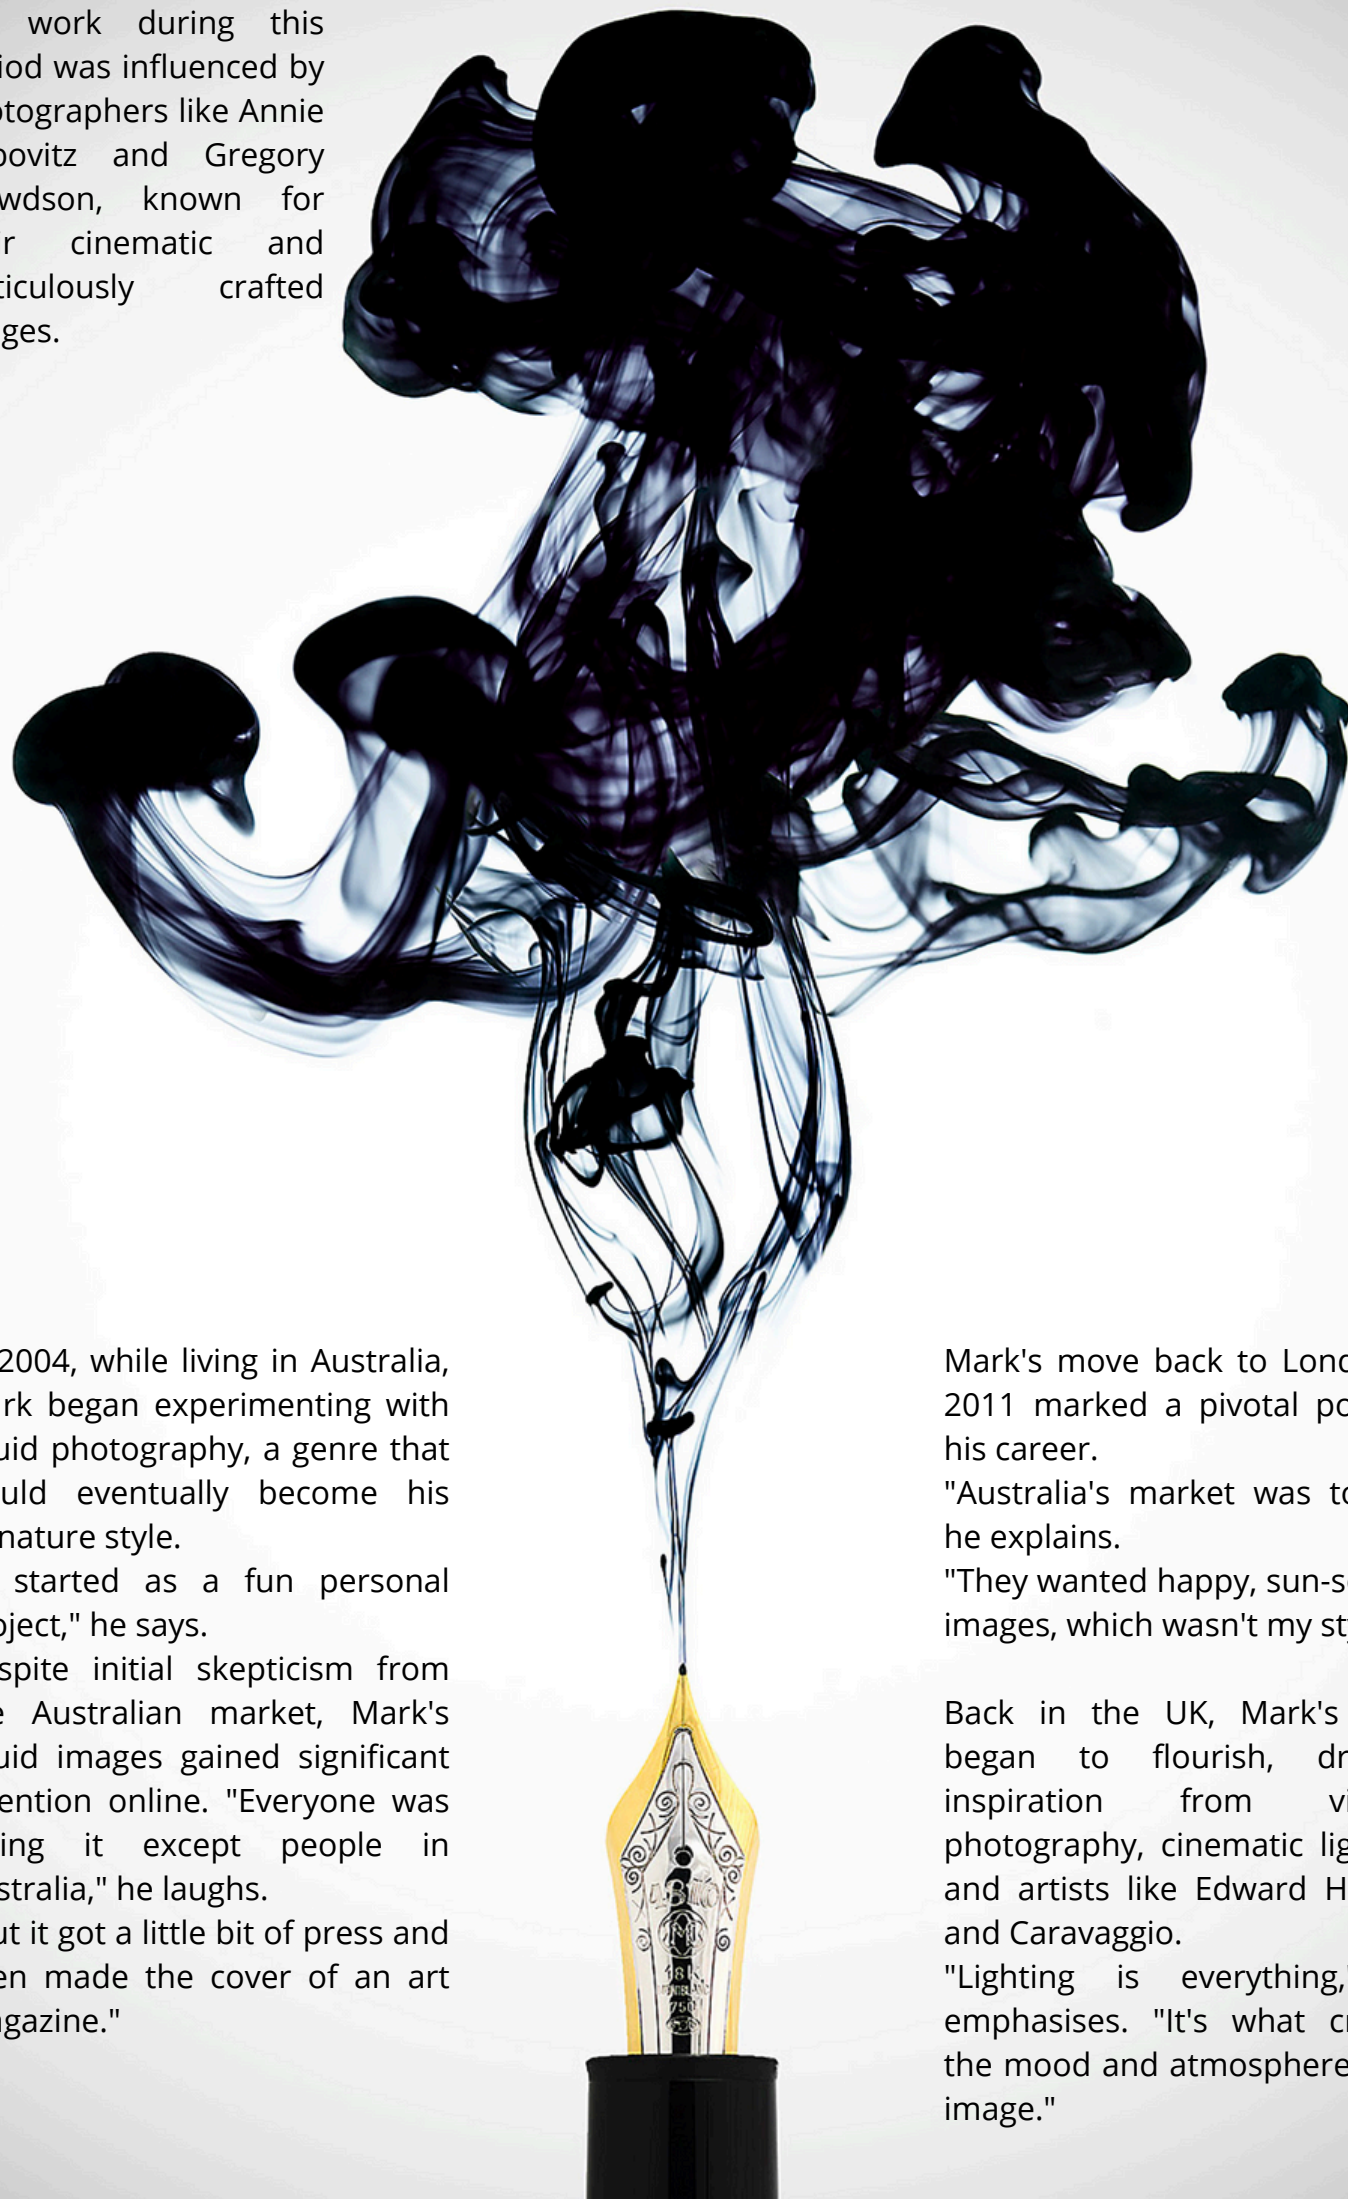 work during this
iod was influenced by
otographers like Annie
bovitz and Gregory
wdson, known for
ir cinematic and
ticulously crafted
ges.
2004, while living in Australia,
rk began experimenting with
uid photography, a genre that
uld eventually become his
nature style.
started as a fun personal
oject," he says.
spite initial skepticism from
e Australian market, Mark's
uid images gained significant
ention online. "Everyone was
ing it except people in
stralia," he laughs.
ut it got a little bit of press and
en made the cover of an art
gazine."
Mark's move back to Lond
2011 marked a pivotal po
his career.
"Australia's market was to
he explains.
"They wanted happy, sun-s
images, which wasn't my st
Back in the UK, Mark's
began to flourish, dr
inspiration from vi
photography, cinematic lig
and artists like Edward H
and Caravaggio.
"Lighting is everything,"
emphasises. "It's what cr
the mood and atmosphere
image."
M
750